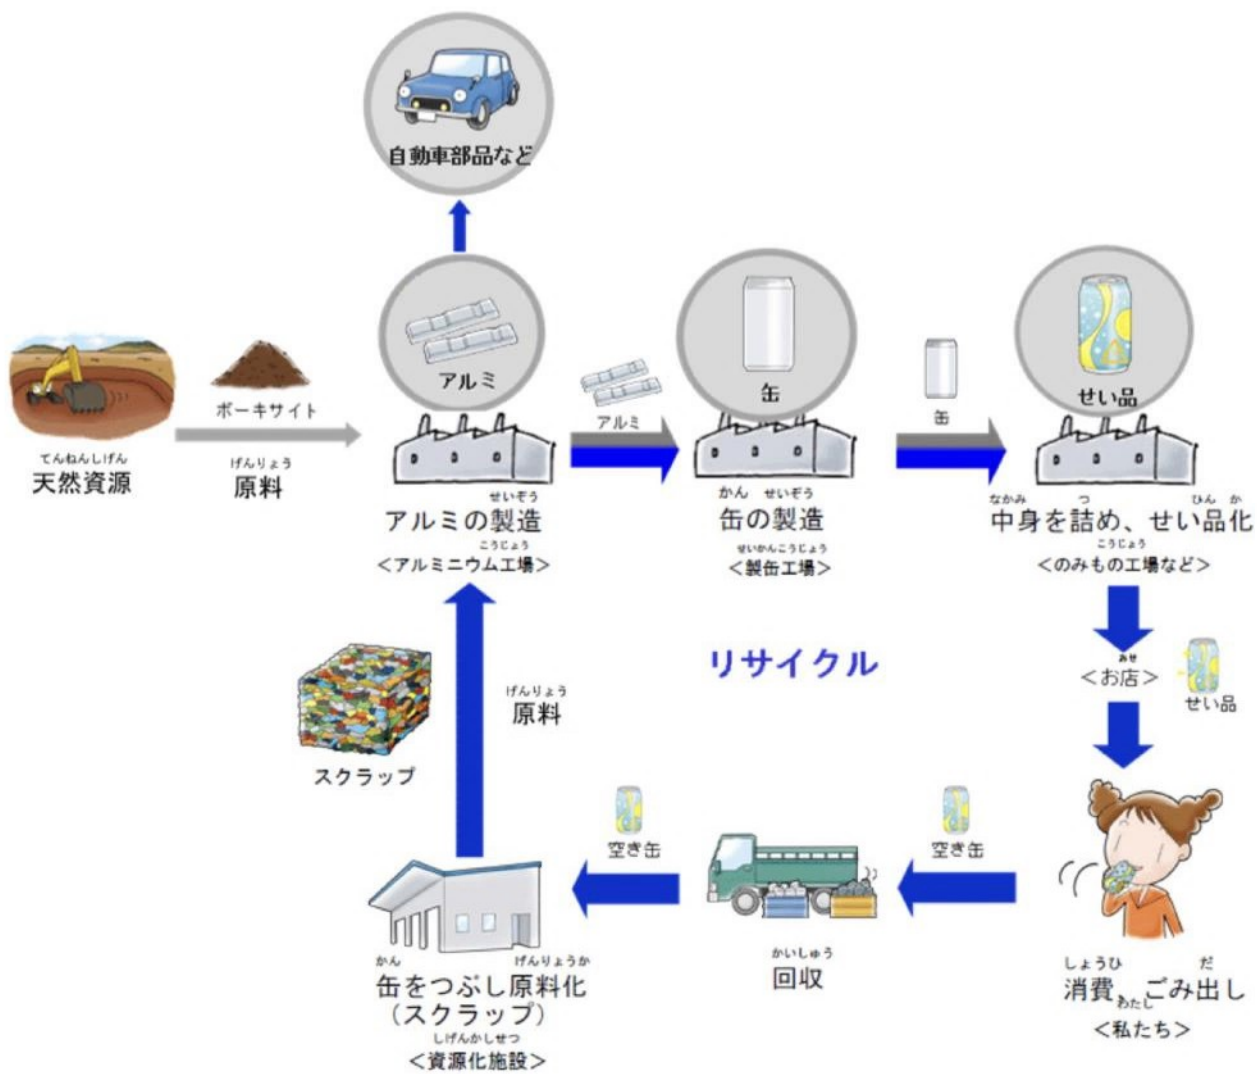 自動車部品など
アルミ
缶
せい品
ボーキサイト
アルミ
缶
てんねんしげん
天然資源
げんりょう
原料
せいぞう
アルミの製造
こうじょう
＜アルミニウム工場＞
かん せいぞう
缶の製造
せいかんこうじょう
＜製缶工場＞
なかみ つ ひん か
中身を詰め、せい品化
こうじょう
＜のみもの工場など＞
リサイクル
みせ
＜お店＞
せい品
げんりょう
原料
スクラップ
空き缶
空き缶
かん げんりょうか
缶をつぶし原料化
（スクラップ）
しげんかしせつ
＜資源化施設＞
かいしゅう
回収
しょうひ だ
消費、ごみ出し
わたし
＜私たち＞